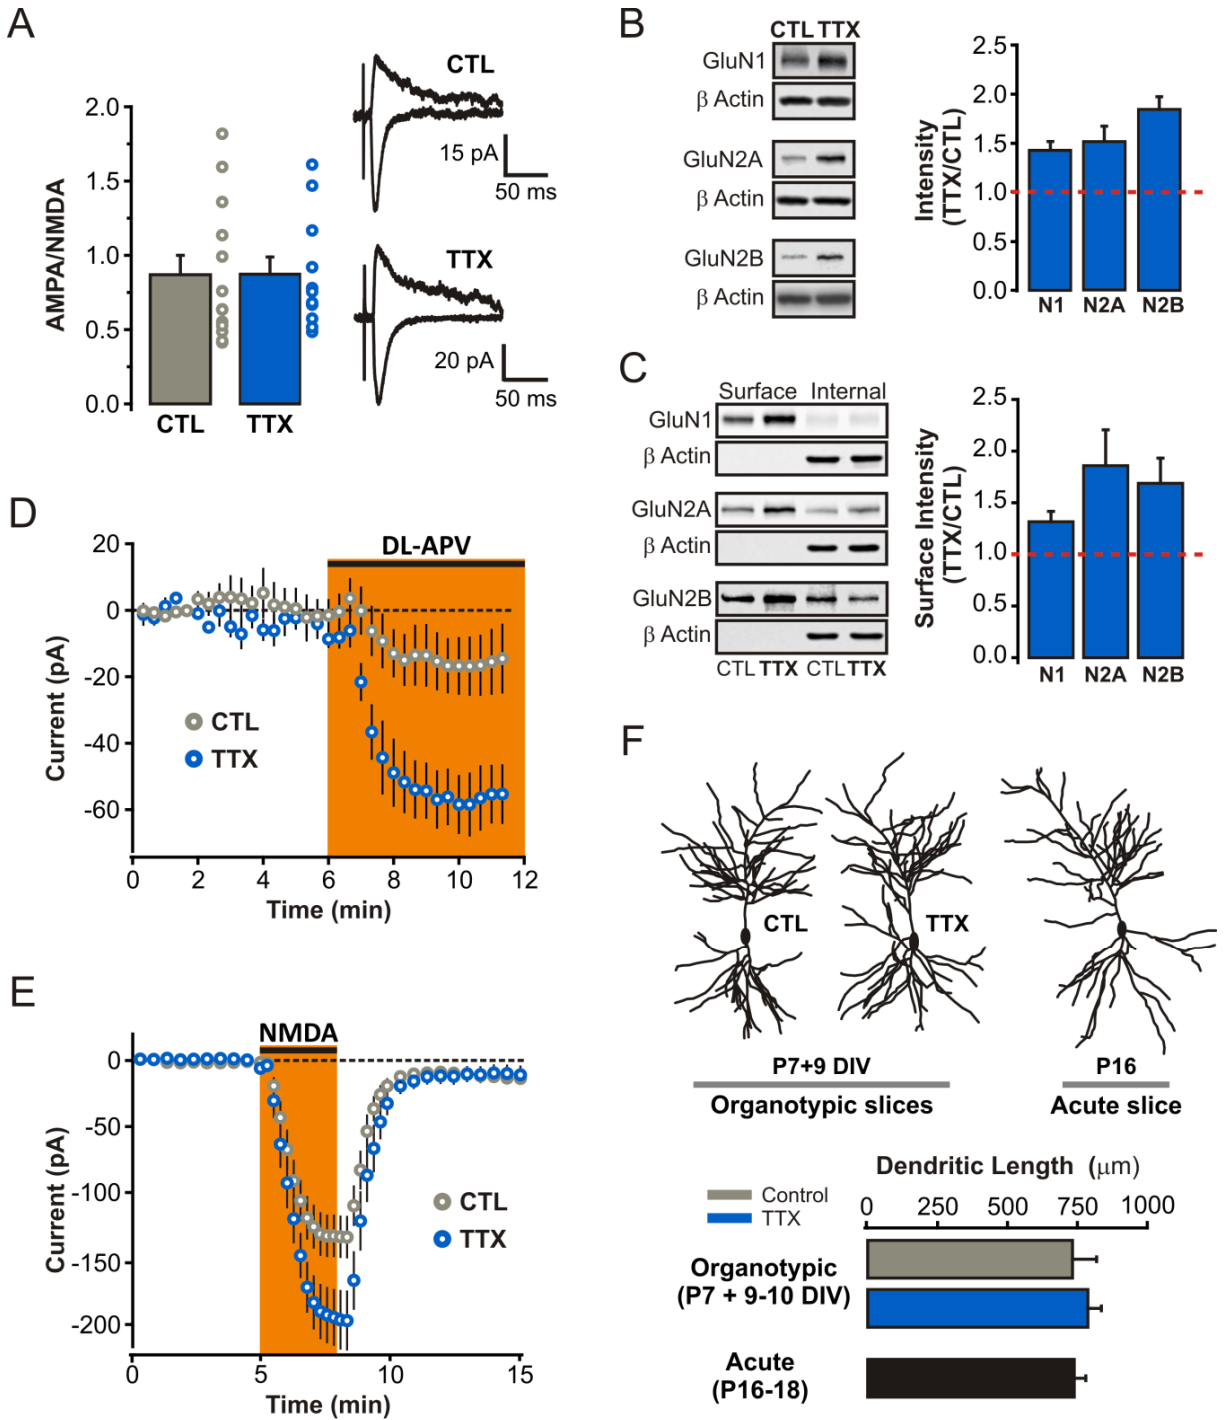 A
AMPA/NMDA
2.0
1.5
1.0
0.5
0.0
CTL
TTX
CTL
15 pA
50 ms
TTX
20 pA
50 ms
B
CTL TTX
GluN1
β Actin
GluN2A
β Actin
GluN2B
β Actin
Intensity
(TTX/CTL)
2.5
2.0
1.5
1.0
0.5
0.0
N1
N2A
N2B
C
Surface Internal
GluN1
β Actin
GluN2A
β Actin
GluN2B
β Actin
CTL TTX CTL TTX
Surface Intensity
(TTX/CTL)
2.5
2.0
1.5
1.0
0.5
0.0
N1
N2A
N2B
D
DL-APV
Current (pA)
20
0
-20
-40
-60
CTL
TTX
0 2 4 6 8 10 12
Time (min)
E
NMDA
Current (pA)
0
-50
-100
-150
-200
CTL
TTX
0 5 10 15
Time (min)
F
CTL
TTX
P7+9 DIV
Organotypic slices
P16
Acute slice
Dendritic Length (μm)
Control
TTX
0 250 500 750 1000
Organotypic
(P7 + 9-10 DIV)
Acute
(P16-18)